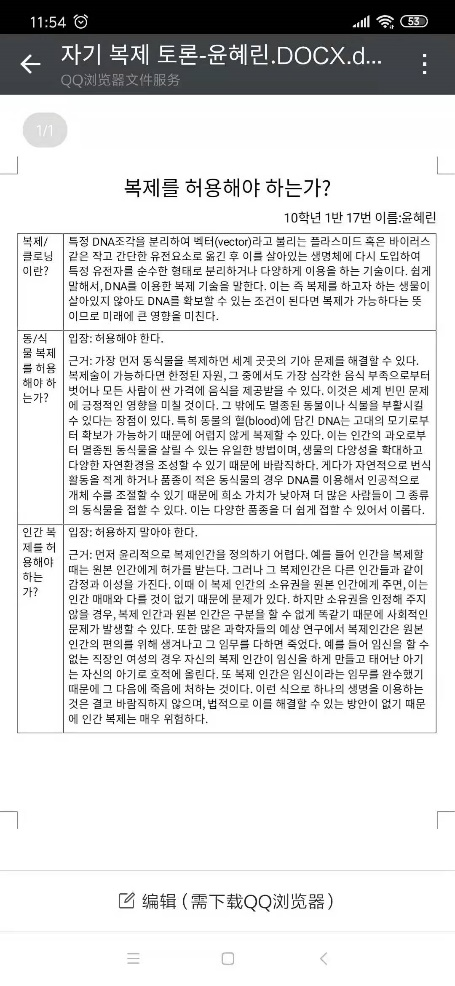 11:54
53
자기 복제 토론-윤혜린.DOCX.d...
QQ浏览器文件服务
1/1
복제를 허용해야 하는가?
10학년 1반 17번 이름:윤혜린
복제/
클로닝
이란?
특정 DNA조각을 분리하여 벡터(vector)라고 불리는 플라스미드 혹은 바이러스
같은 작고 간단한 유전요소로 옮긴 후 이를 살아있는 생명체에 다시 도입하여
특정 유전자를 순수한 형태로 분리하거나 다양하게 이용을 하는 기술이다. 쉽게
말해서, DNA를 이용한 복제 기술을 말한다. 이는 즉 복제를 하고자 하는 생물이
살아있지 않아도 DNA를 확보할 수 있는 조건이 된다면 복제가 가능하다는 뜻
이므로 미래에 큰 영향을 미친다.
동/식
물 복제
를 허용
해야 하
는가?
입장: 허용해야 한다.
근거: 가장 먼저 동식물을 복제하면 세계 곳곳의 기아 문제를 해결할 수 있다.
복제술이 가능하다면 한정된 자원, 그 중에서도 가장 심각한 음식 부족으로부터
벗어나 모든 사람이 싼 가격에 음식을 제공받을 수 있다. 이것은 세계 빈민 문제
에 긍정적인 영향을 미칠 것이다. 그 밖에도 멸종된 동물이나 식물을 부활시킬
수 있다는 장점이 있다. 특히 동물의 혈(blood)에 담긴 DNA는 고대의 모기로부
터 확보가 가능하기 때문에 어렵지 않게 복제할 수 있다. 이는 인간의 과오로부
터 멸종된 동물을 살릴 수 있는 유일한 방법이며, 생물의 다양성을 확대하고
다양한 자연환경을 조성할 수 있기 때문에 바람직하다. 게다가 자연적으로 번식
활동을 적게 하거나 품종이 적은 동물의 경우 DNA를 이용해서 인공적으로
개체 수를 조절할 수 있기 때문에 희소 가치가 낮아져 더 많은 사람들이 그 종류
의 동물을 접할 수 있다. 이는 다양한 품종을 더 쉽게 접할 수 있어서 이롭다.
인간 복
제를 허
용해야
하는
가?
입장: 허용하지 말아야 한다.
근거: 먼저 윤리적으로 복제인간을 정의하기 어렵다. 예를 들어 인간을 복제할
때는 원본 인간에게 허가를 받는다. 그러나 그 복제인간은 다른 인간들과 같이
감정과 이성을 가진다. 이때 이 복제 인간의 소유권을 원본 인간에게 주면, 이는
인간 매매와 다를 것이 없기 때문에 문제가 있다. 하지만 소유권을 인정해 주지
않을 경우, 복제 인간과 원본 인간은 구분을 할 수 없게 똑같기 때문에 사회적인
문제가 발생할 수 있다. 또한 많은 과학자들의 예상 연구에서 복제인간은 원본
인간의 편의를 위해 생겨나고 그 임무를 다하면 죽었다. 예를 들어 임신을 할 수
없는 직장인 여성의 경우 자신의 복제 인간이 임신을 하게 만들고 태어난 아기
는 자신의 아기로 호적에 올린다. 또 복제 인간은 임신이라는 임무를 완수했기
때문에 그 다음에 죽음에 처하는 것이다. 이런 식으로 하나의 생명을 이용하는
것은 결코 바람직하지 않으며, 법적으로 이를 해결할 수 있는 방안이 없기 때문
에 인간 복제는 매우 위험하다.
编辑 (需下载QQ浏览器)